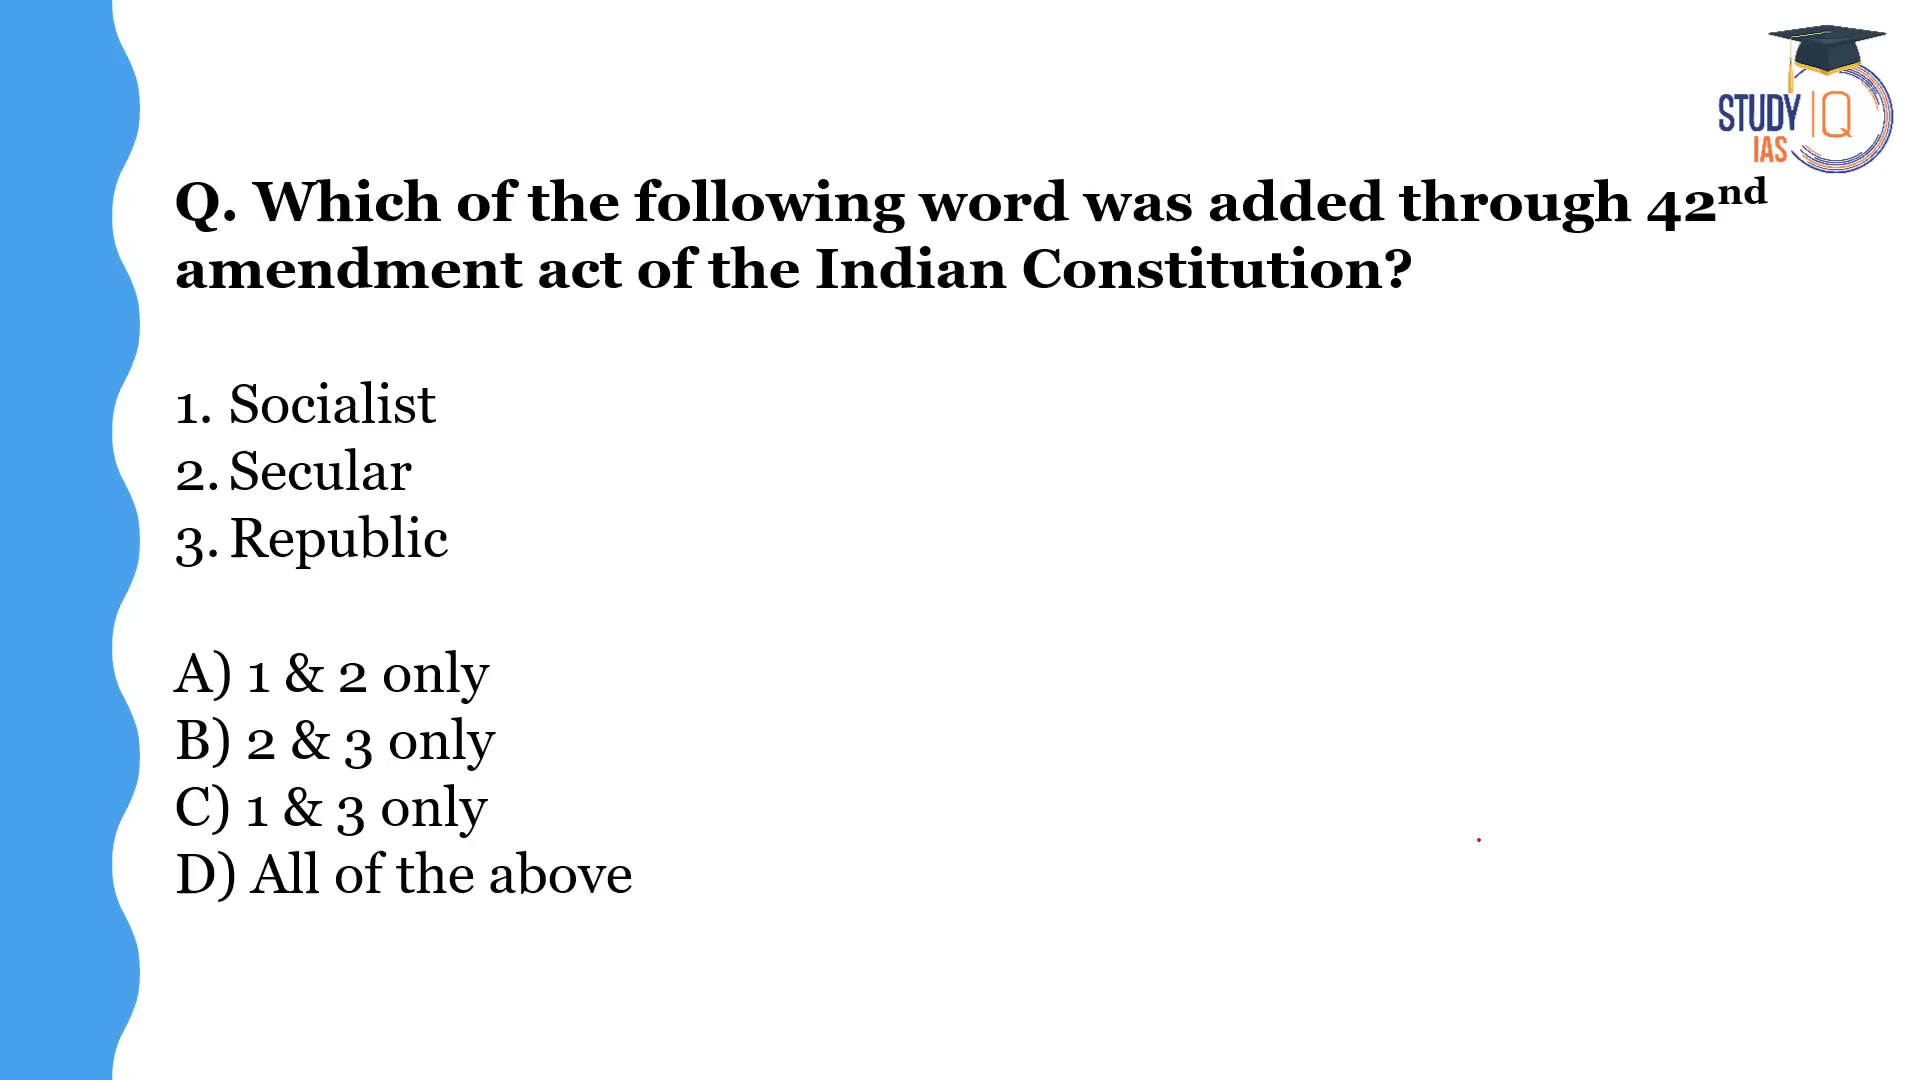 STUDY IQ
IAS
Q. Which of the following word was added through 42nd
amendment act of the Indian Constitution?
1. Socialist
2. Secular
3. Republic
A) 1 & 2 only
B) 2 & 3 only
C) 1 & 3 only
D) All of the above